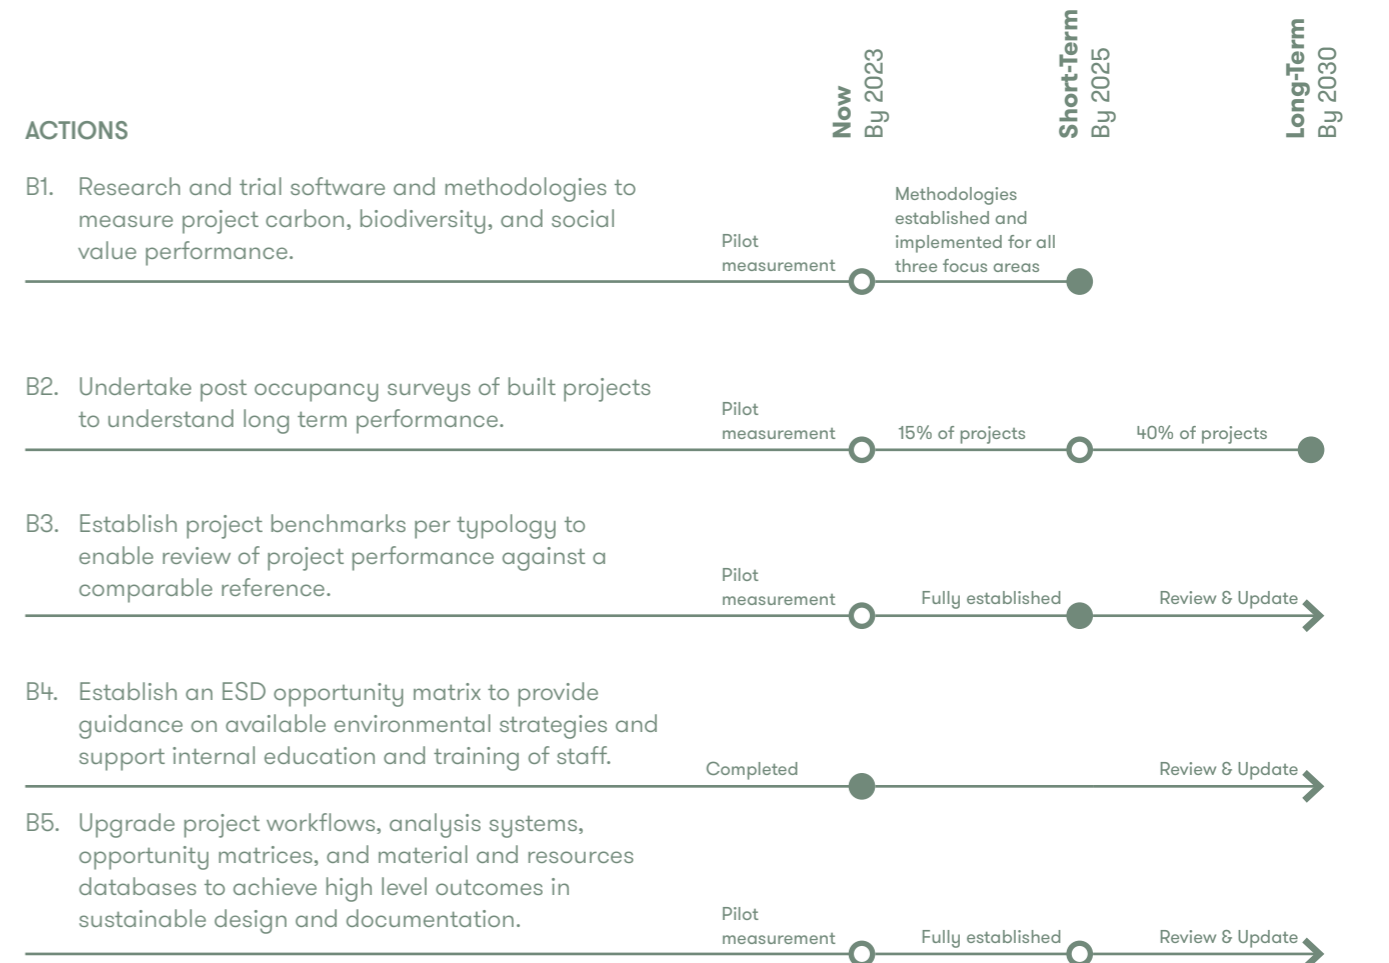 Now
By 2023
Short-Term
By 2025
Long-Term
By 2030
ACTIONS
B1. Research and trial software and methodologies to
measure project carbon, biodiversity, and social
value performance.
Pilot
measurement
Methodologies
established and
implemented for all
three focus areas
B2. Undertake post occupancy surveys of built projects
to understand long term performance.
Pilot
measurement
15% of projects
40% of projects
B3. Establish project benchmarks per typology to
enable review of project performance against a
comparable reference.
Pilot
measurement
Fully established
Review & Update
B4. Establish an ESD opportunity matrix to provide
guidance on available environmental strategies and
support internal education and training of staff.
Completed
Review & Update
B5. Upgrade project workflows, analysis systems,
opportunity matrices, and material and resources
databases to achieve high level outcomes in
sustainable design and documentation.
Pilot
measurement
Fully established
Review & Update